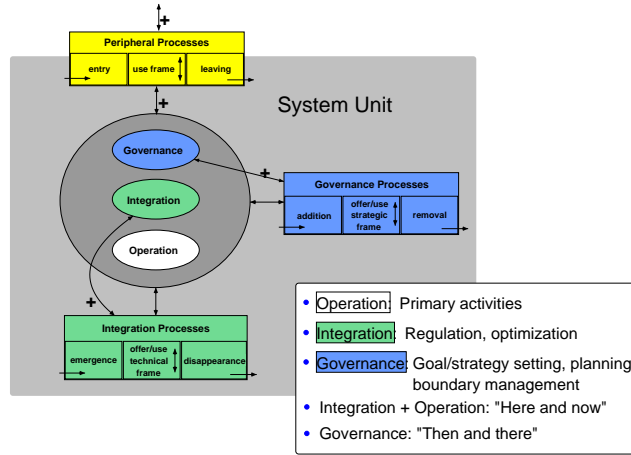 +
Peripheral Processes
entry
use frame
leaving
+
System Unit
Governance
+
Integration
Operation
Governance Processes
addition
offer/use
strategic
frame
removal
+
Integration Processes
emergence
offer/use
technical
frame
disappearance
• Operation: Primary activities
• Integration: Regulation, optimization
• Governance: Goal/strategy setting, planning
boundary management
• Integration + Operation: "Here and now"
• Governance: "Then and there"